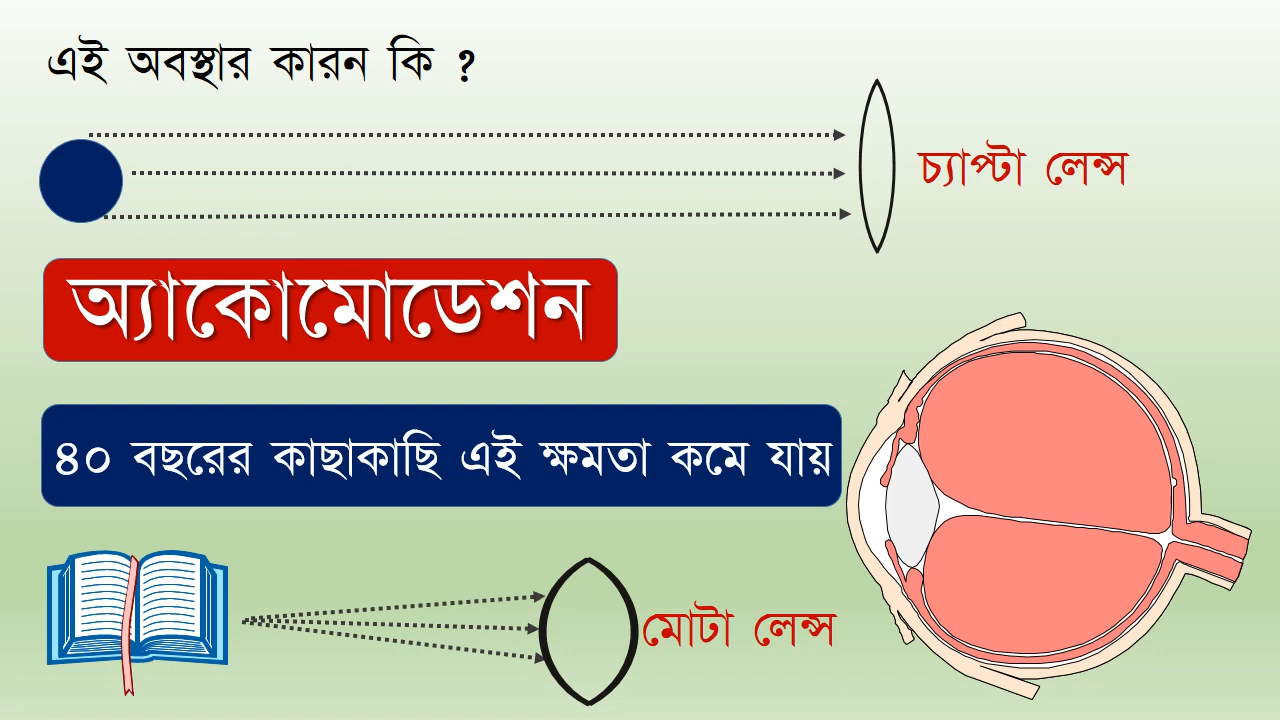 এই অবস্থার কারন কি ?
চ্যাপ্টা লেন্স
অ্যাকোমোডেশন
৪০ বছরের কাছাকাছি এই ক্ষমতা কমে যায়
মোটা লেন্স